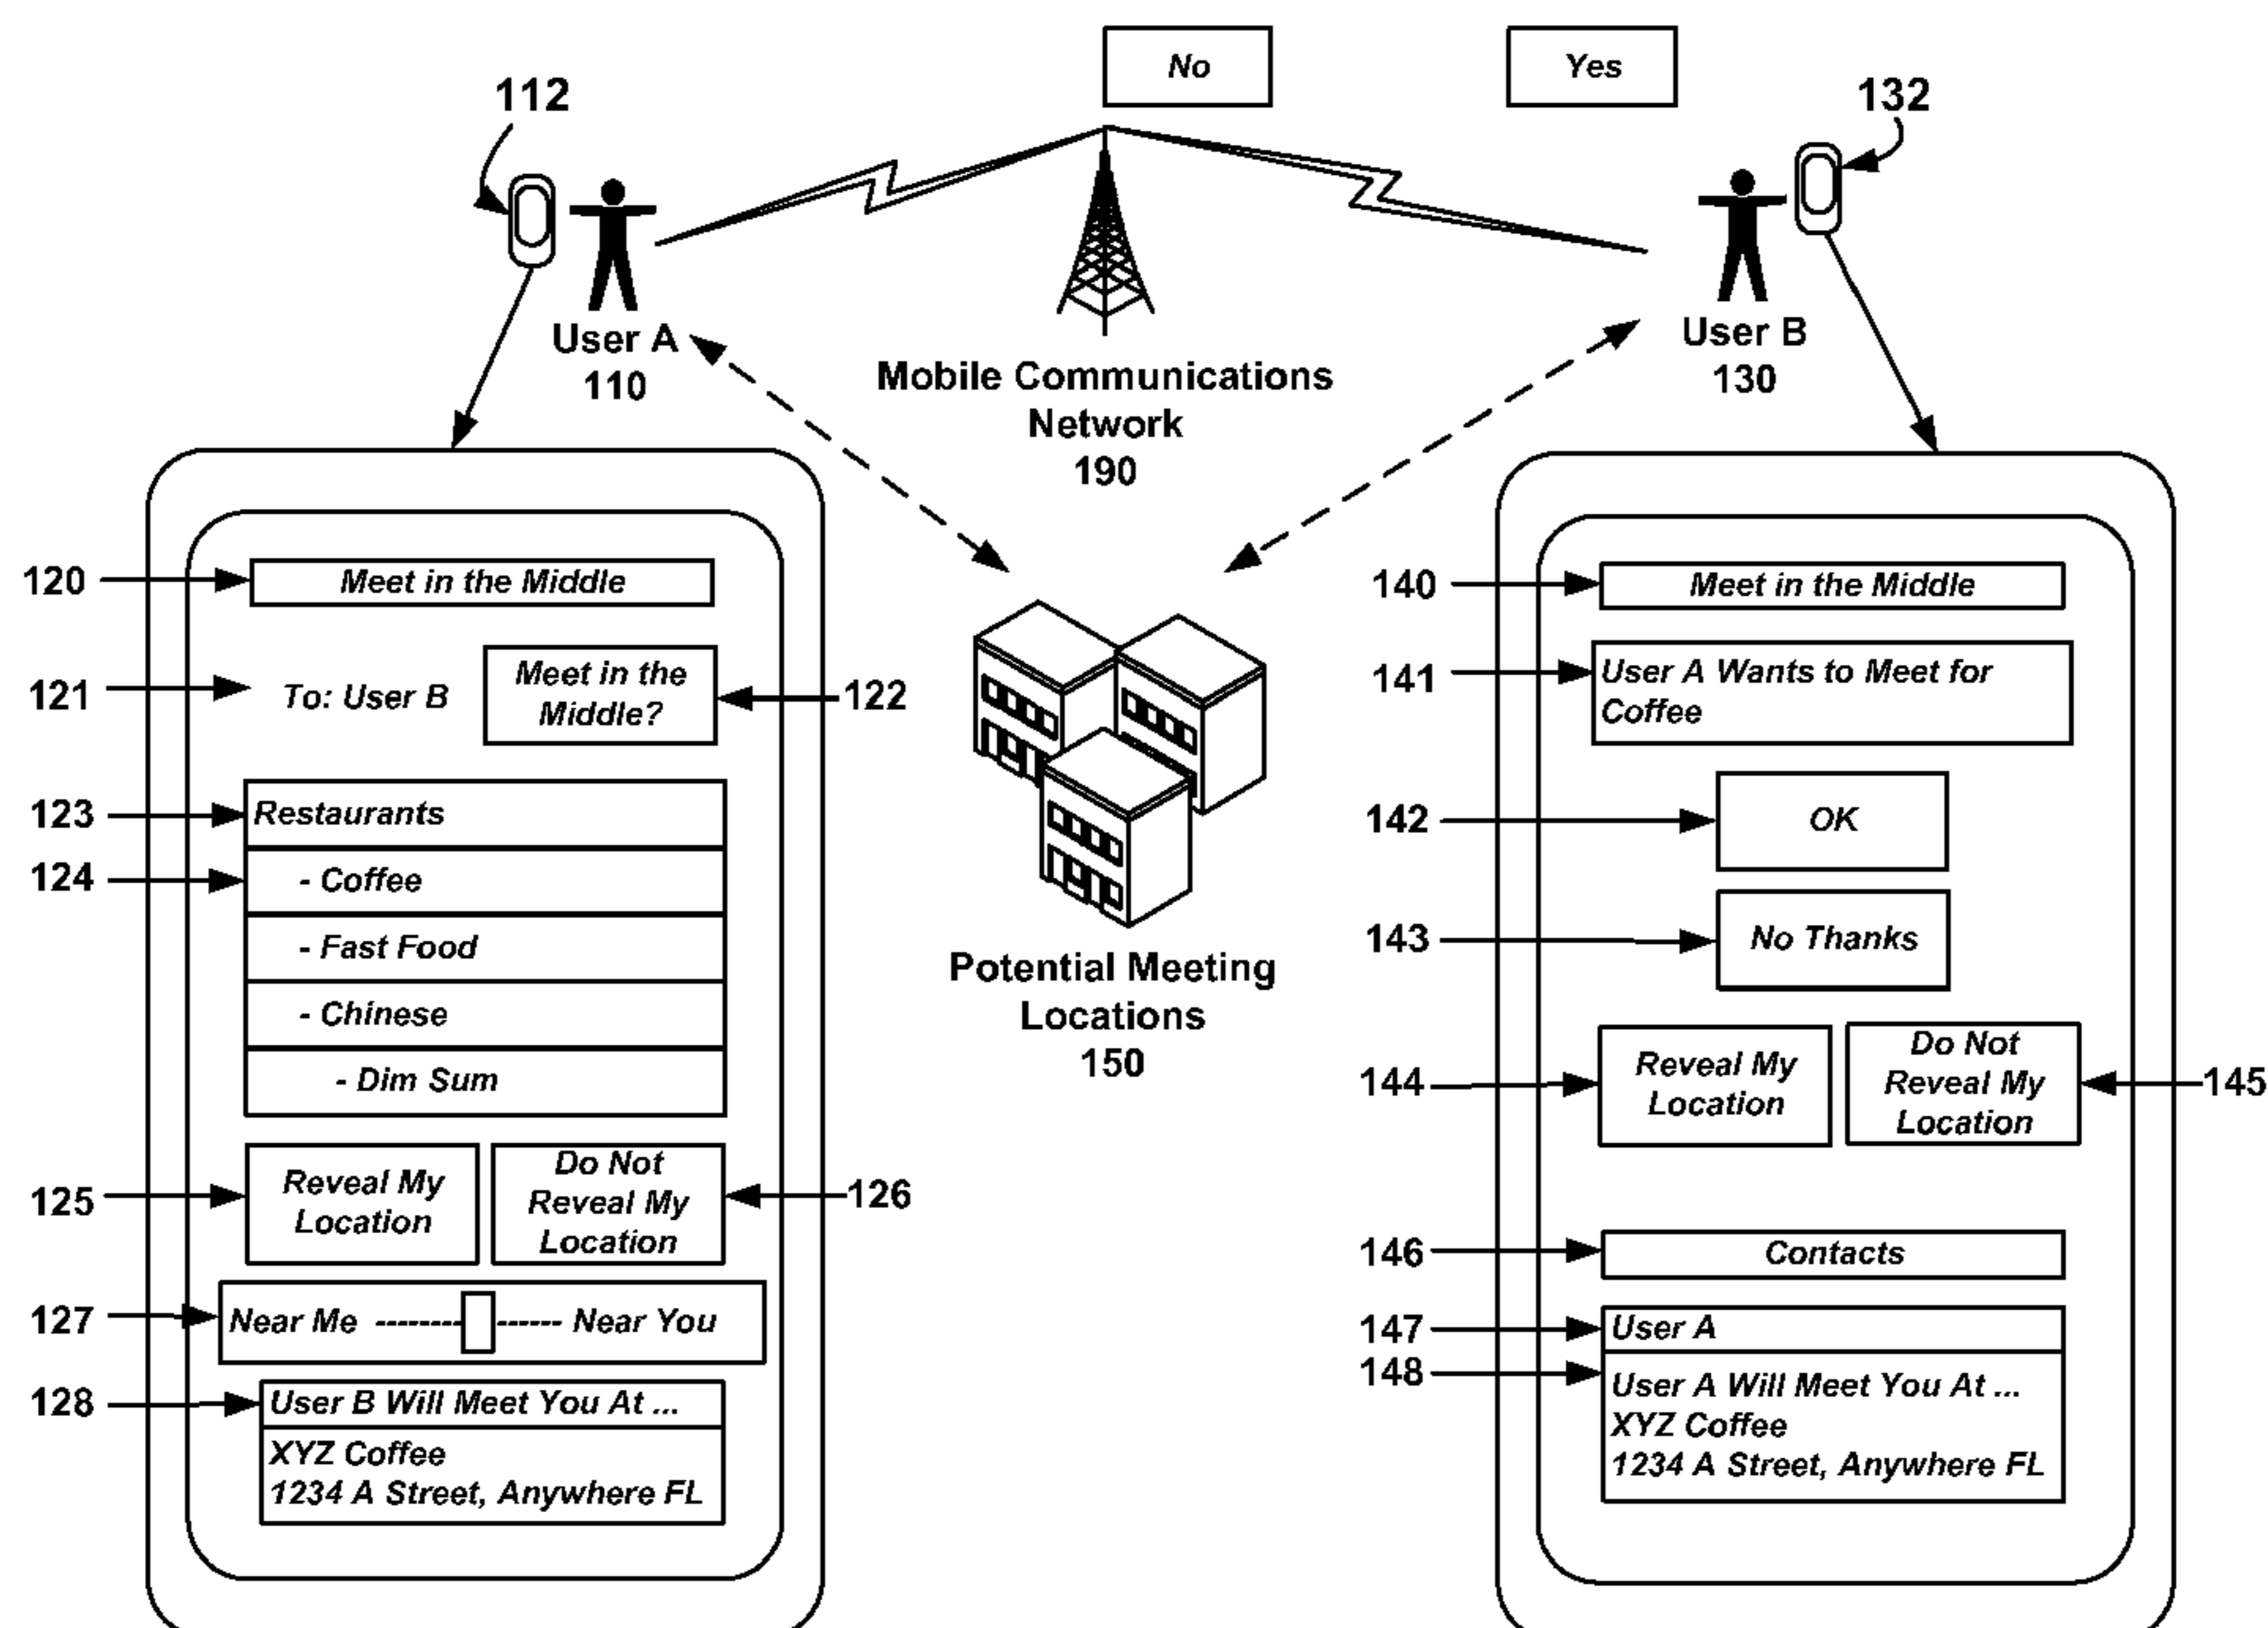 No
Yes
112
132
User A
110
User B
130
Mobile Communications
Network
190
120
Meet in the Middle
121
To: User B
Meet in the
Middle?
122
123
Restaurants
124
- Coffee
- Fast Food
- Chinese
- Dim Sum
125
Reveal My
Location
Do Not
Reveal My
Location
126
127
Near Me -------- ------ Near You
128
User B Will Meet You At ...
XYZ Coffee
1234 A Street, Anywhere FL
Potential Meeting
Locations
150
140
Meet in the Middle
141
User A Wants to Meet for
Coffee
142
OK
143
No Thanks
144
Reveal My
Location
Do Not
Reveal My
Location
145
146
Contacts
147
User A
148
User A Will Meet You At ...
XYZ Coffee
1234 A Street, Anywhere FL